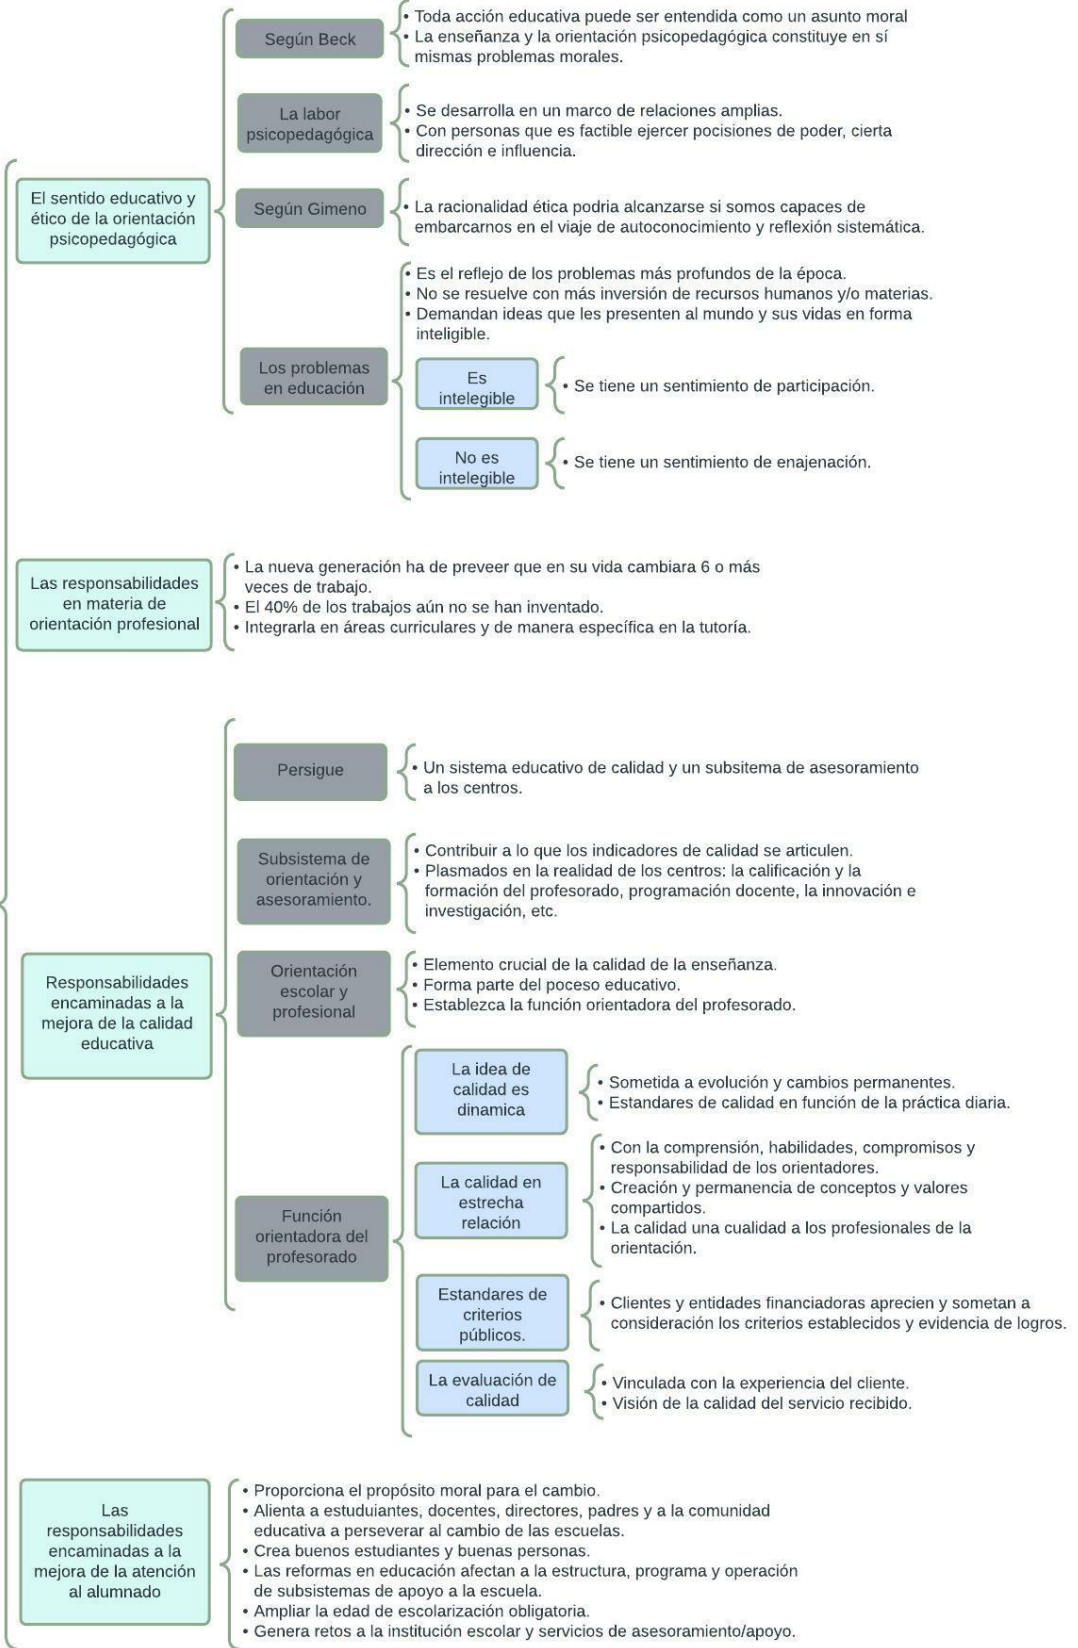 El sentido educativo y
ético de la orientación
psicopedagógica
Según Beck
• Toda acción educativa puede ser entendida como un asunto moral
• La enseñanza y la orientación psicopedagógica constituye en sí
mismas problemas morales.
La labor
psicopedagógica
• Se desarrolla en un marco de relaciones amplias.
• Con personas que es factible ejercer pocisiones de poder, cierta
dirección e influencia.
Según Gimeno
• La racionalidad ética podria alcanzarse si somos capaces de
embarcarnos en el viaje de autoconocimiento y reflexión sistemática.
Los problemas
en educación
• Es el reflejo de los problemas más profundos de la época.
• No se resuelve con más inversión de recursos humanos y/o materias.
• Demandan ideas que les presenten al mundo y sus vidas en forma
inteligible.
Es
intelegible
• Se tiene un sentimiento de participación.
No es
intelegible
• Se tiene un sentimiento de enajenación.
Las responsabilidades
en materia de
orientación profesional
• La nueva generación ha de preveer que en su vida cambiara 6 o más
veces de trabajo.
• El 40% de los trabajos aún no se han inventado.
• Integrarla en áreas curriculares y de manera específica en la tutoría.
Responsabilidades
encaminadas a la
mejora de la calidad
educativa
Persigue
• Un sistema educativo de calidad y un subsitema de asesoramiento
a los centros.
Subsistema de
orientación y
asesoramiento.
• Contribuir a lo que los indicadores de calidad se articulen.
• Plasmados en la realidad de los centros: la calificación y la
formación del profesorado, programación docente, la innovación e
investigación, etc.
Orientación
escolar y
profesional
• Elemento crucial de la calidad de la enseñanza.
• Forma parte del poceso educativo.
• Establezca la función orientadora del profesorado.
Función
orientadora del
profesorado
La idea de
calidad es
dinamica
• Sometida a evolución y cambios permanentes.
• Estandares de calidad en función de la práctica diaria.
La calidad en
estrecha
relación
• Con la comprensión, habilidades, compromisos y
responsabilidad de los orientadores.
• Creación y permanencia de conceptos y valores
compartidos.
• La calidad una cualidad a los profesionales de la
orientación.
Estandares de
criterios
públicos.
• Clientes y entidades financiadoras aprecien y sometan a
consideración los criterios establecidos y evidencia de logros.
La evaluación de
calidad
• Vinculada con la experiencia del cliente.
• Visión de la calidad del servicio recibido.
Las
responsabilidades
encaminadas a la
mejora de la atención
al alumnado
• Proporciona el propósito moral para el cambio.
• Alienta a estuduiantes, docentes, directores, padres y a la comunidad
educativa a perseverar al cambio de las escuelas.
• Crea buenos estudiantes y buenas personas.
• Las reformas en educación afectan a la estructura, programa y operación
de subsistemas de apoyo a la escuela.
• Ampliar la edad de escolarización obligatoria.
• Genera retos a la institución escolar y servicios de asesoramiento/apoyo.